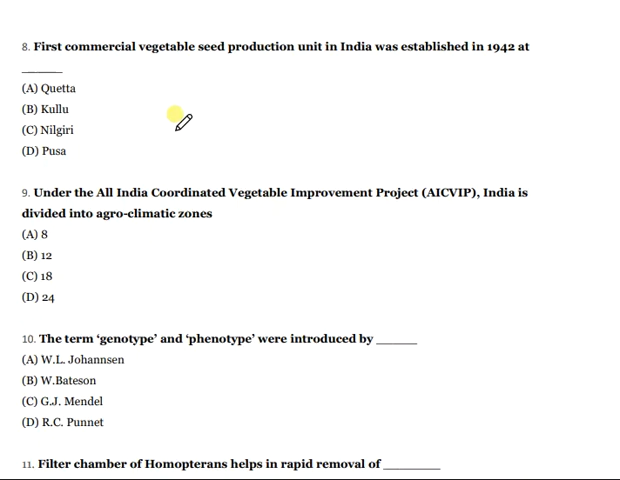 8. First commercial vegetable seed production unit in India was established in 1942 at
______
(A) Quetta
(B) Kullu
(C) Nilgiri
(D) Pusa
9. Under the All India Coordinated Vegetable Improvement Project (AICVIP), India is
divided into agro-climatic zones
(A) 8
(B) 12
(C) 18
(D) 24
10. The term ‘genotype’ and ‘phenotype’ were introduced by ______
(A) W.L. Johannsen
(B) W.Bateson
(C) G.J. Mendel
(D) R.C. Punnet
11. Filter chamber of Homopterans helps in rapid removal of ________